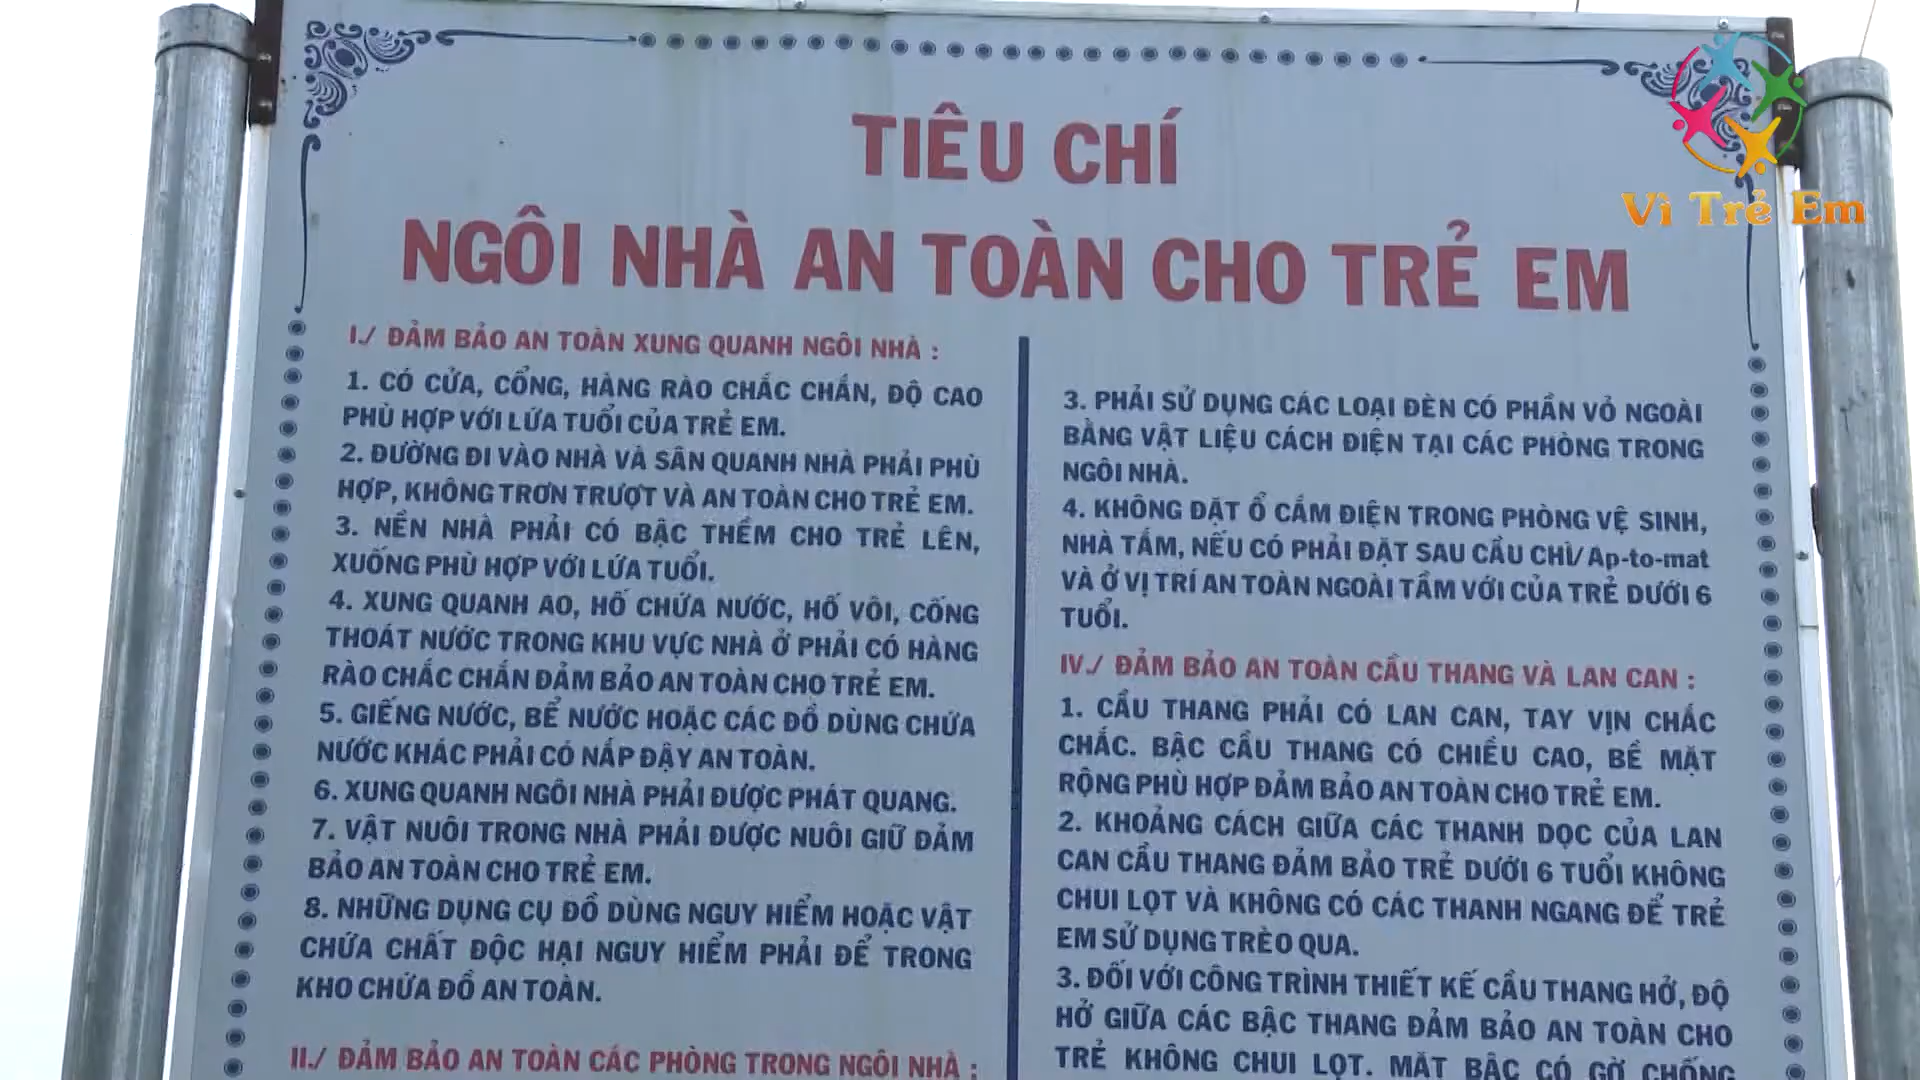 TIÊU CHÍ
NGÔI NHÀ AN TOÀN CHO TRẺ EM
I./ ĐẢM BẢO AN TOÀN XUNG QUANH NGÔI NHÀ :
1. CÓ CỬA, CỔNG, HÀNG RÀO CHẮC CHẮN, ĐỘ CAO
PHÙ HỢP VỚI LỨA TUỔI CỦA TRẺ EM.
2. ĐƯỜNG ĐI VÀO NHÀ VÀ SÂN QUANH NHÀ PHẢI PHÙ
HỢP, KHÔNG TRƠN TRƯỢT VÀ AN TOÀN CHO TRẺ EM.
3. NỀN NHÀ PHẢI CÓ BẬC THỀM CHO TRẺ LÊN,
XUỐNG PHÙ HỢP VỚI LỨA TUỔI.
4. XUNG QUANH AO, HỐ CHỨA NƯỚC, HỐ VÔI, CỐNG
THOÁT NƯỚC TRONG KHU VỰC NHÀ Ở PHẢI CÓ HÀNG
RÀO CHẮC CHẮN ĐẢM BẢO AN TOÀN CHO TRẺ EM.
5. GIẾNG NƯỚC, BỂ NƯỚC HOẶC CÁC ĐỒ DÙNG CHỨA
NƯỚC KHÁC PHẢI CÓ NẮP ĐẬY AN TOÀN.
6. XUNG QUANH NGÔI NHÀ PHẢI ĐƯỢC PHÁT QUANG.
7. VẬT NUÔI TRONG NHÀ PHẢI ĐƯỢC NUÔI GIỮ ĐẢM
BẢO AN TOÀN CHO TRẺ EM.
8. NHỮNG DỤNG CỤ ĐỒ DÙNG NGUY HIỂM HOẶC VẬT
CHỨA CHẤT ĐỘC HẠI NGUY HIỂM PHẢI ĐỂ TRONG
KHO CHỨA ĐỒ AN TOÀN.
II./ ĐẢM BẢO AN TOÀN CÁC PHÒNG TRONG NGÔI NHÀ :
3. PHẢI SỬ DỤNG CÁC LOẠI ĐÈN CÓ PHẦN VỎ NGOÀI
BẰNG VẬT LIỆU CÁCH ĐIỆN TẠI CÁC PHÒNG TRONG
NGÔI NHÀ.
4. KHÔNG ĐẶT Ổ CẮM ĐIỆN TRONG PHÒNG VỆ SINH,
NHÀ TẮM, NẾU CÓ PHẢI ĐẶT SAU CẦU CHÌ/Ap-to-mat
VÀ Ở VỊ TRÍ AN TOÀN NGOÀI TẦM VỚI CỦA TRẺ DƯỚI 6
TUỔI.
IV./ ĐẢM BẢO AN TOÀN CẦU THANG VÀ LAN CAN :
1. CẦU THANG PHẢI CÓ LAN CAN, TAY VỊN CHẮC
CHẮC. BẬC CẦU THANG CÓ CHIỀU CAO, BỀ MẶT
RỘNG PHÙ HỢP ĐẢM BẢO AN TOÀN CHO TRẺ EM.
2. KHOẢNG CÁCH GIỮA CÁC THANH DỌC CỦA LAN
CAN CẦU THANG ĐẢM BẢO TRẺ DƯỚI 6 TUỔI KHÔNG
CHUI LỌT VÀ KHÔNG CÓ CÁC THANH NGANG ĐỂ TRẺ
EM SỬ DỤNG TRÈO QUA.
3. ĐỐI VỚI CÔNG TRÌNH THIẾT KẾ CẦU THANG HỞ, ĐỘ
HỞ GIỮA CÁC BẬC THANG ĐẢM BẢO AN TOÀN CHO
TRẺ KHÔNG CHUI LỌT. MẶT BẬC CÓ GỜ CHỐNG
Vì Trẻ Em